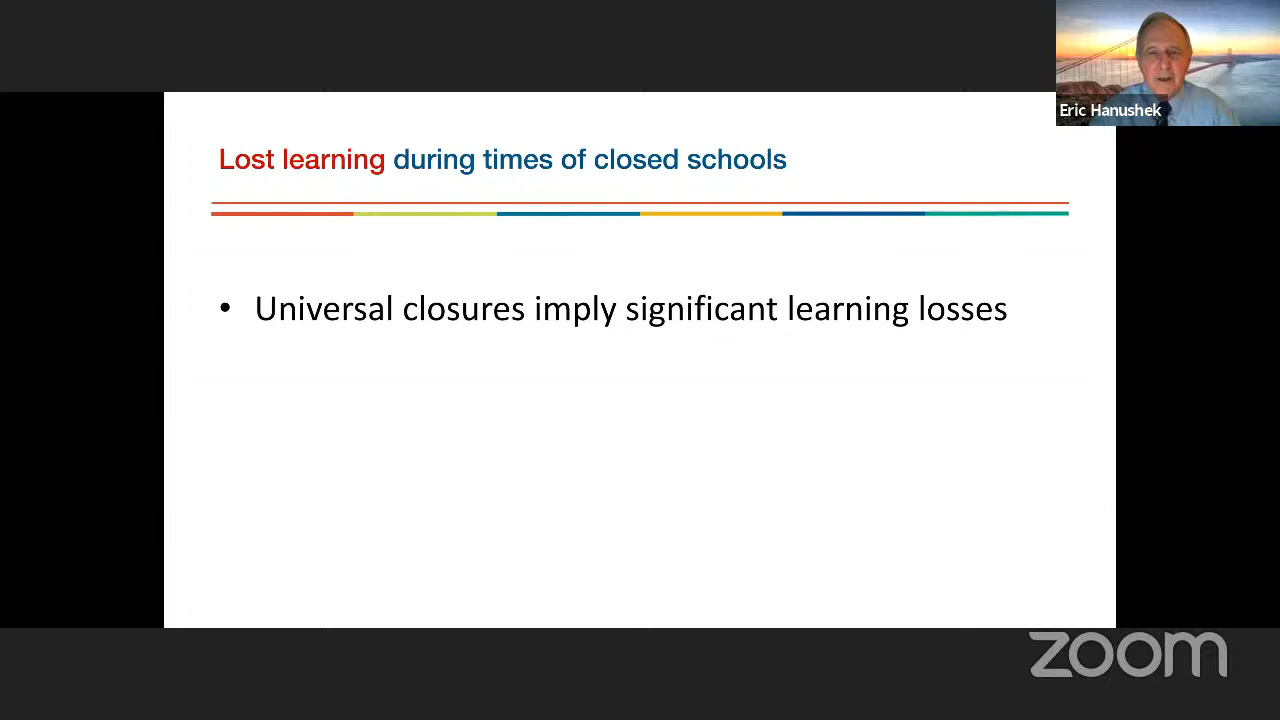 Eric Hanushek
Lost learning during times of closed schools
• Universal closures imply significant learning losses
zoom